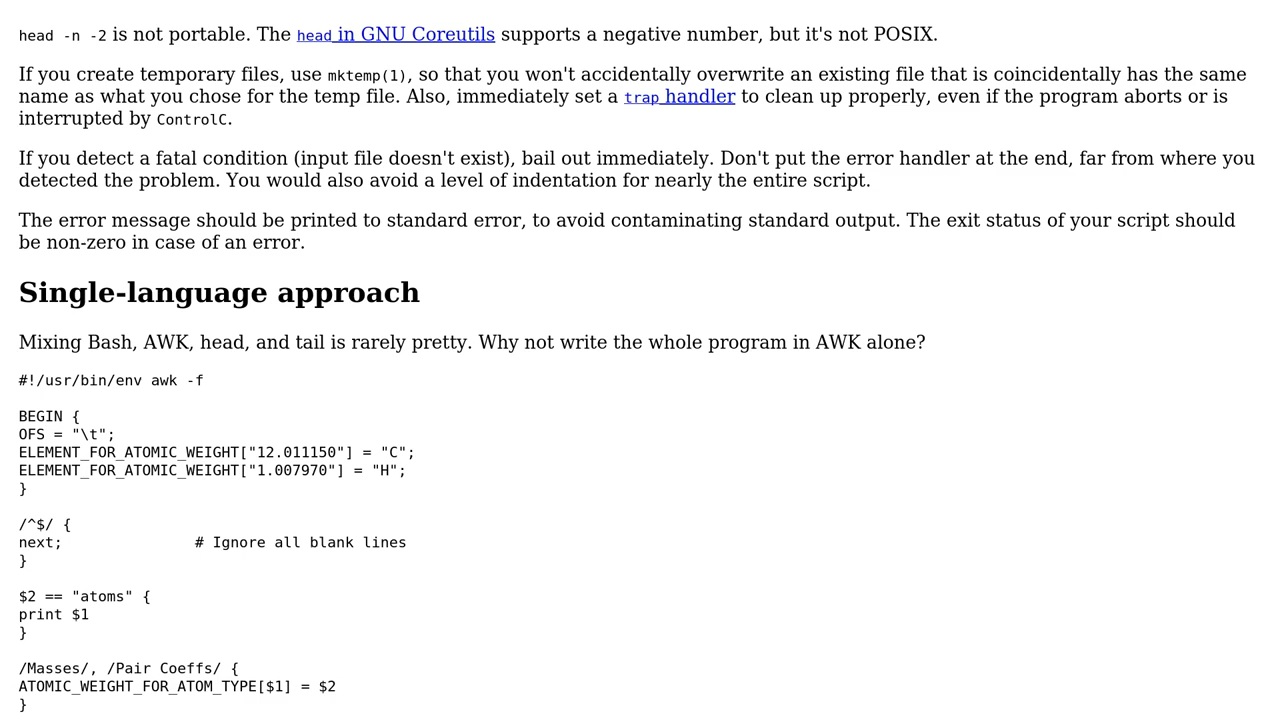 head -n -2 is not portable. The head in GNU Coreutils supports a negative number, but it's not POSIX.
If you create temporary files, use mktemp(1), so that you won't accidentally overwrite an existing file that is coincidentally has the same
name as what you chose for the temp file. Also, immediately set a trap handler to clean up properly, even if the program aborts or is
interrupted by ControlC.
If you detect a fatal condition (input file doesn't exist), bail out immediately. Don't put the error handler at the end, far from where you
detected the problem. You would also avoid a level of indentation for nearly the entire script.
The error message should be printed to standard error, to avoid contaminating standard output. The exit status of your script should
be non-zero in case of an error.
Single-language approach
Mixing Bash, AWK, head, and tail is rarely pretty. Why not write the whole program in AWK alone?
#!/usr/bin/env awk -f
BEGIN {
OFS = "\t";
ELEMENT_FOR_ATOMIC_WEIGHT["12.011150"] = "C";
ELEMENT_FOR_ATOMIC_WEIGHT["1.007970"] = "H";
}
/^$/ {
next;               # Ignore all blank lines
}
$2 == "atoms" {
print $1
}
/Masses/, /Pair Coeffs/ {
ATOMIC_WEIGHT_FOR_ATOM_TYPE[$1] = $2
}